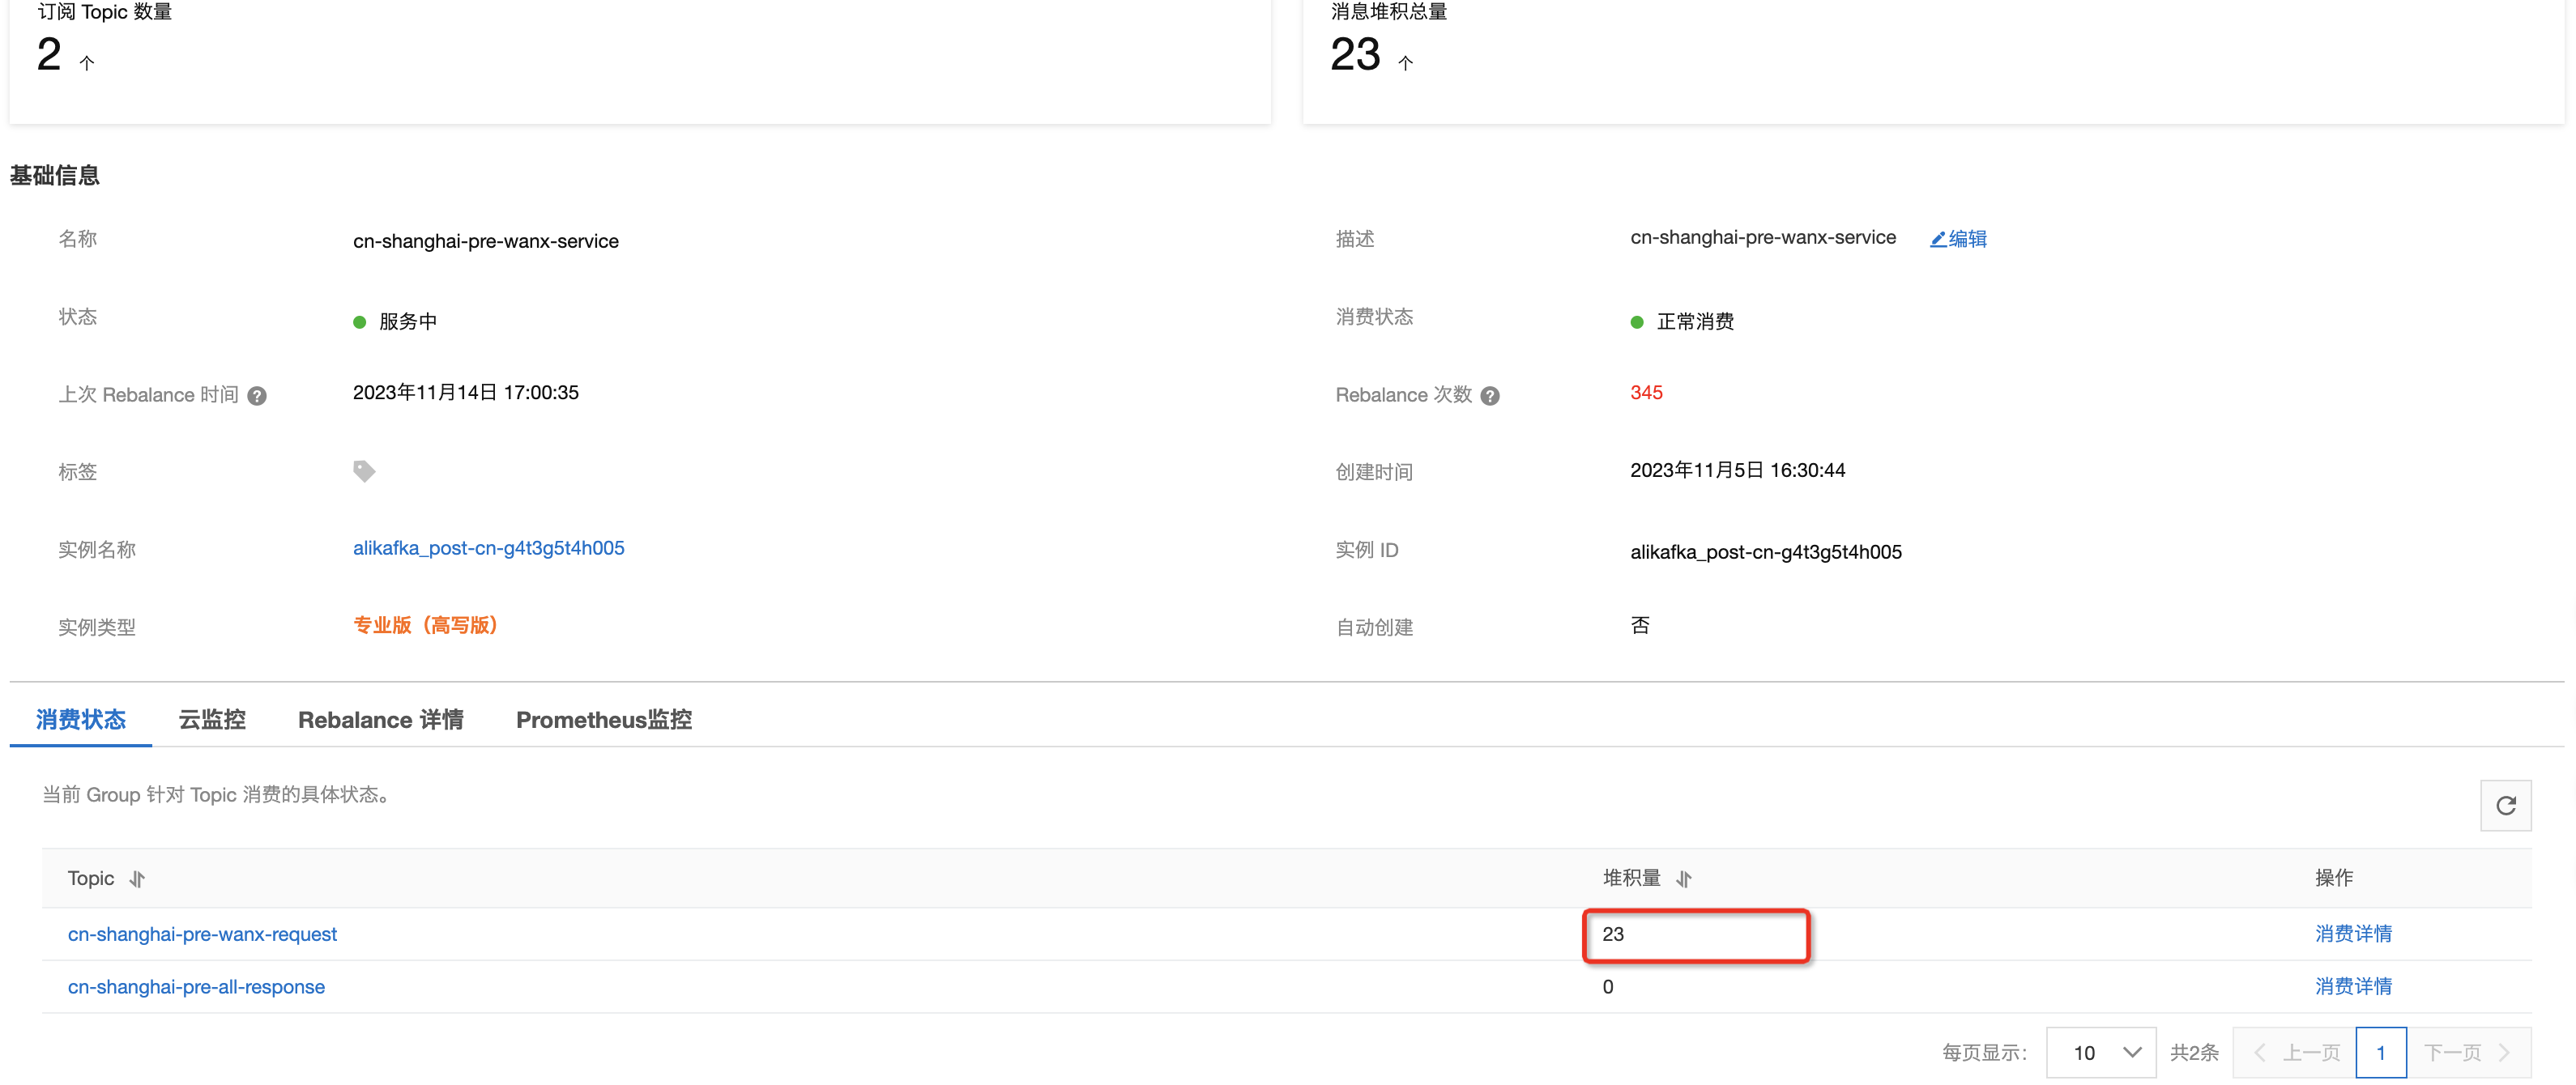 订阅 Topic 数量
2 个
消息堆积总量
23 个
基础信息
名称 cn-shanghai-pre-wanx-service
描述 cn-shanghai-pre-wanx-service 编辑
状态 服务中
消费状态 正常消费
上次 Rebalance 时间 ? 2023年11月14日 17:00:35
Rebalance 次数 ? 345
标签
创建时间 2023年11月5日 16:30:44
实例名称 alikafka_post-cn-g4t3g5t4h005
实例 ID alikafka_post-cn-g4t3g5t4h005
实例类型 专业版（高写版）
自动创建 否
消费状态 云监控 Rebalance 详情 Prometheus监控
当前 Group 针对 Topic 消费的具体状态。
Topic 堆积量 操作
cn-shanghai-pre-wanx-request 23 消费详情
cn-shanghai-pre-all-response 0 消费详情
每页显示： 10 共2条 上一页 1 下一页